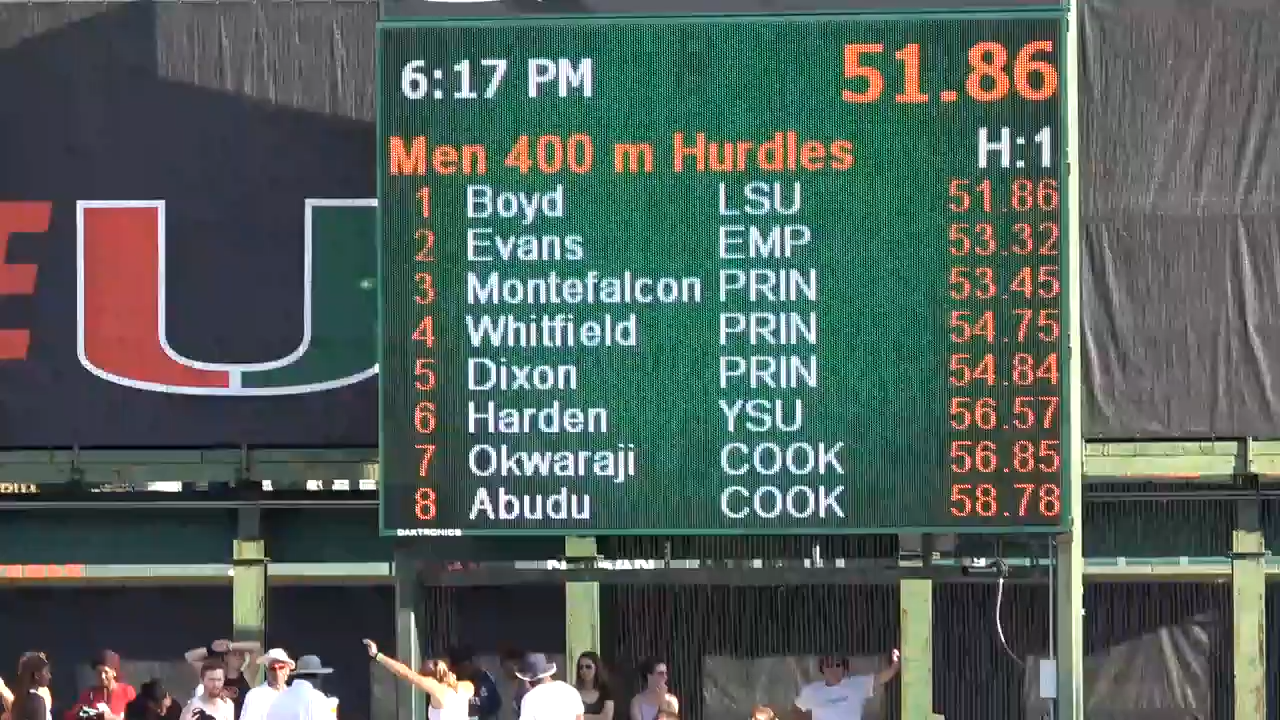 6:17 PM 51.86
Men 400 m Hurdles H:1
1 Boyd LSU 51.86
2 Evans EMP 53.32
3 Montefalcon PRIN 53.45
4 Whitfield PRIN 54.75
5 Dixon PRIN 54.84
6 Harden YSU 56.57
7 Okwaraji COOK 56.85
8 Abudu COOK 58.78
DAKTRONICS
E U